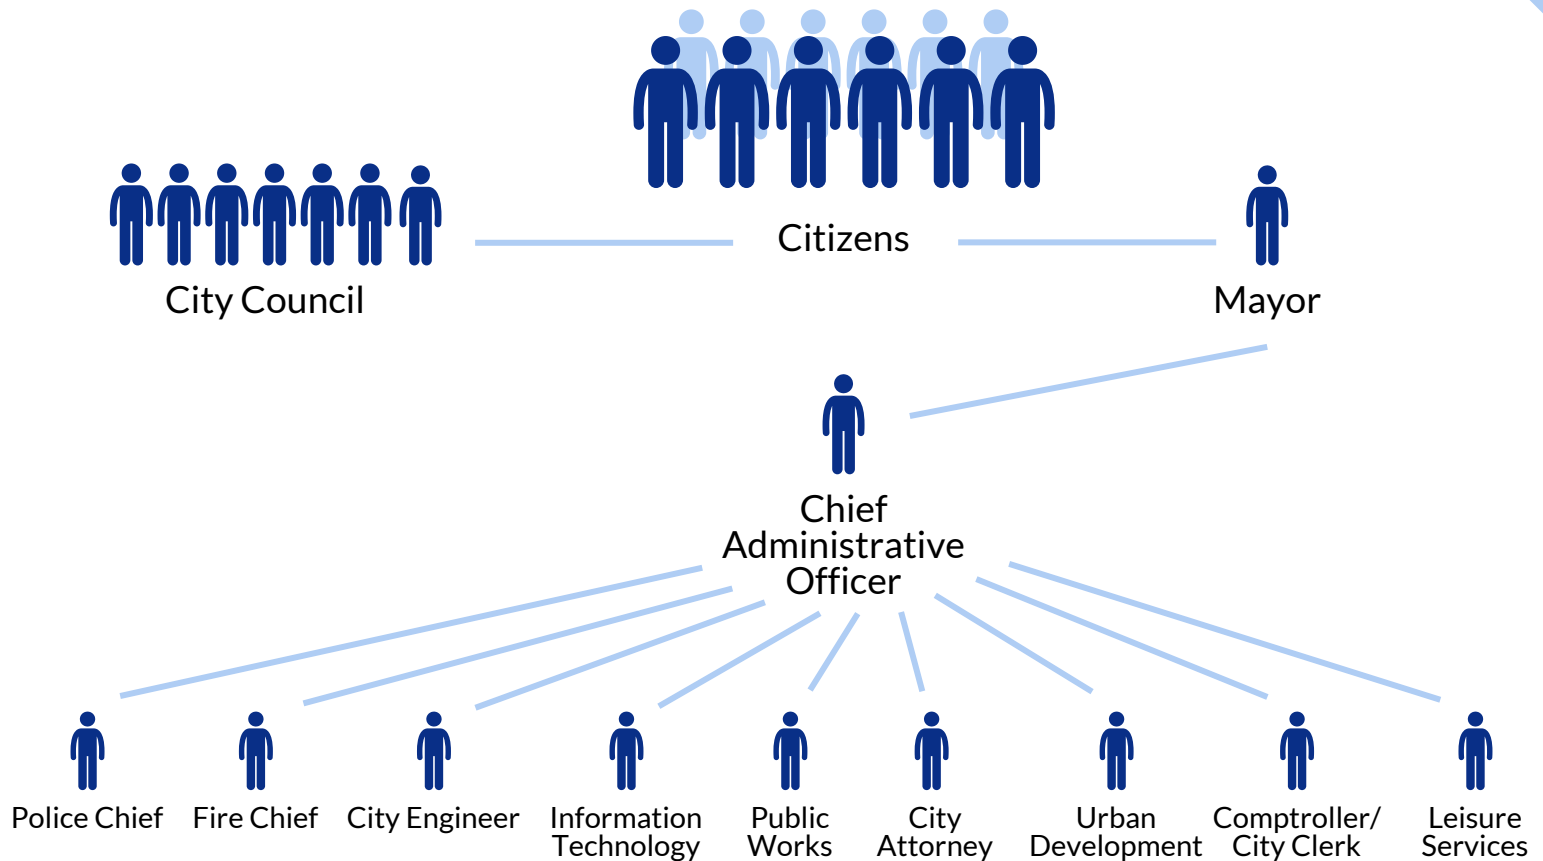 Citizens
City Council
Mayor
Chief
Administrative
Officer
Police Chief
Fire Chief
City Engineer
Information
Technology
Public
Works
City
Attorney
Urban
Development
Comptroller/
City Clerk
Leisure
Services